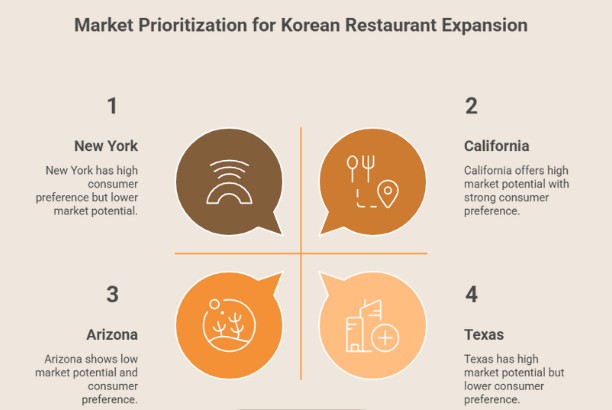 Market Prioritization for Korean Restaurant Expansion
1
New York
New York has high
consumer
preference but lower
market potential.
2
California
California offers high
market potential with
strong consumer
preference.
3
Arizona
Arizona shows low
market potential and
consumer
preference.
4
Texas
Texas has high
market potential but
lower consumer
preference.